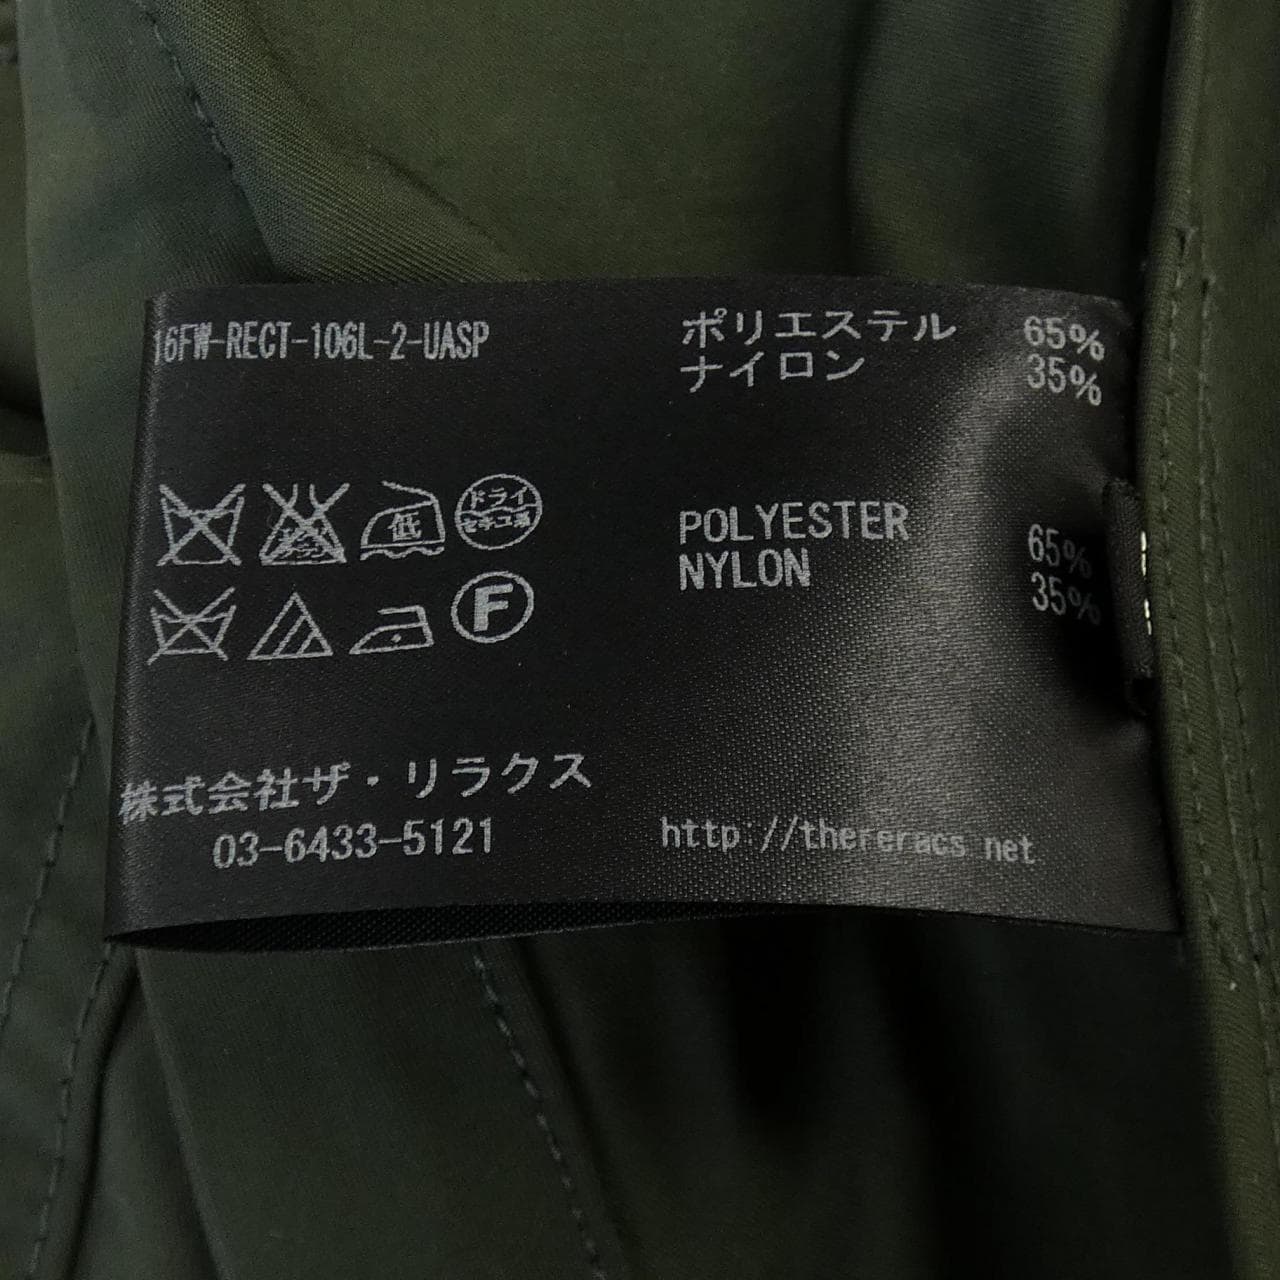 16FW-RECT-106L-2-UASP
ポリエステル 65%
ナイロン 35%
低
ドライ
セキユ系
POLYESTER 65%
NYLON 35%
F
株式会社ザ・リラクス
03-6433-5121
http://thereracs.net